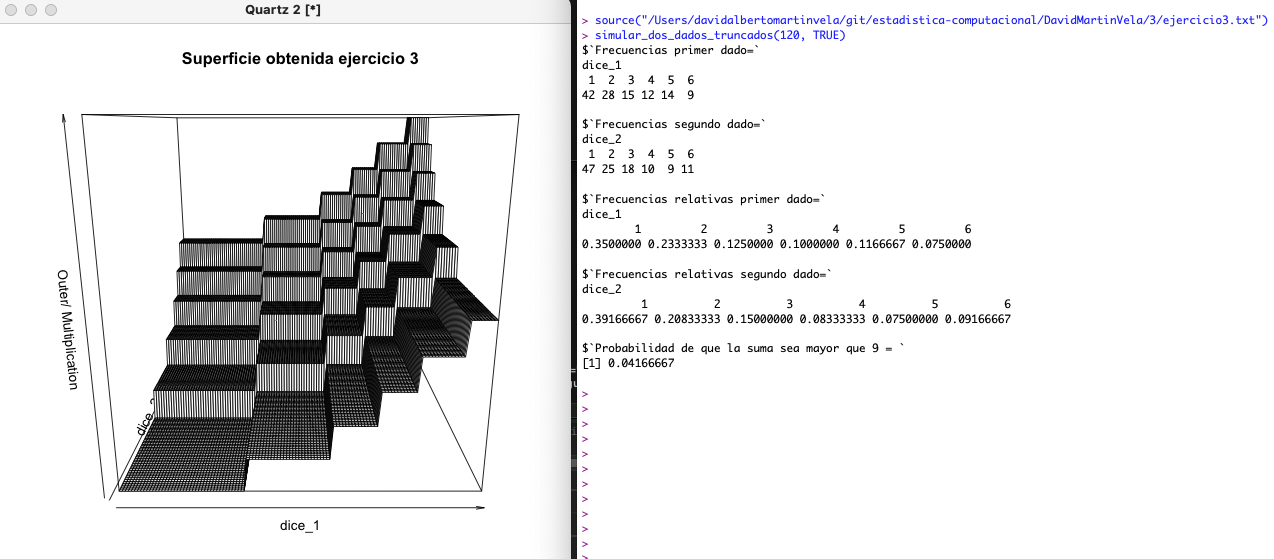 Quartz 2 [*]
Superficie obtenida ejercicio 3
Outer/ Multiplication
dice_1
> source("/Users/davidalbertomartinvela/git/estadistica-computacional/DavidMartinVela/3/ejercicio3.txt")
> simular_dos_dados_truncados(120, TRUE)
$`Frecuencias primer dado=`
dice_1
 1  2  3  4  5  6
42 28 15 12 14  9
$`Frecuencias segundo dado=`
dice_2
 1  2  3  4  5  6
47 25 18 10  9 11
$`Frecuencias relativas primer dado=`
dice_1
        1         2         3         4         5         6
0.3500000 0.2333333 0.1250000 0.1000000 0.1166667 0.0750000
$`Frecuencias relativas segundo dado=`
dice_2
         1          2          3          4          5          6
0.39166667 0.20833333 0.15000000 0.08333333 0.07500000 0.09166667
$`Probabilidad de que la suma sea mayor que 9 = `
[1] 0.04166667
>
>
>
>
>
>
>
>
>
>
>
>